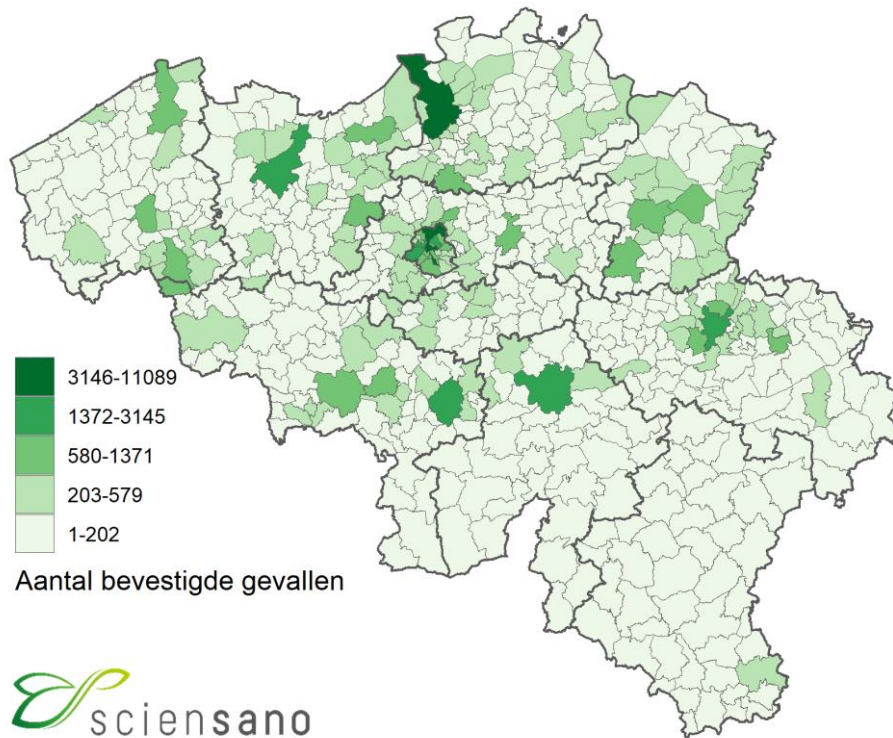 3146-11089
1372-3145
580-1371
203-579
1-202
Aantal bevestigde gevallen
sciensano